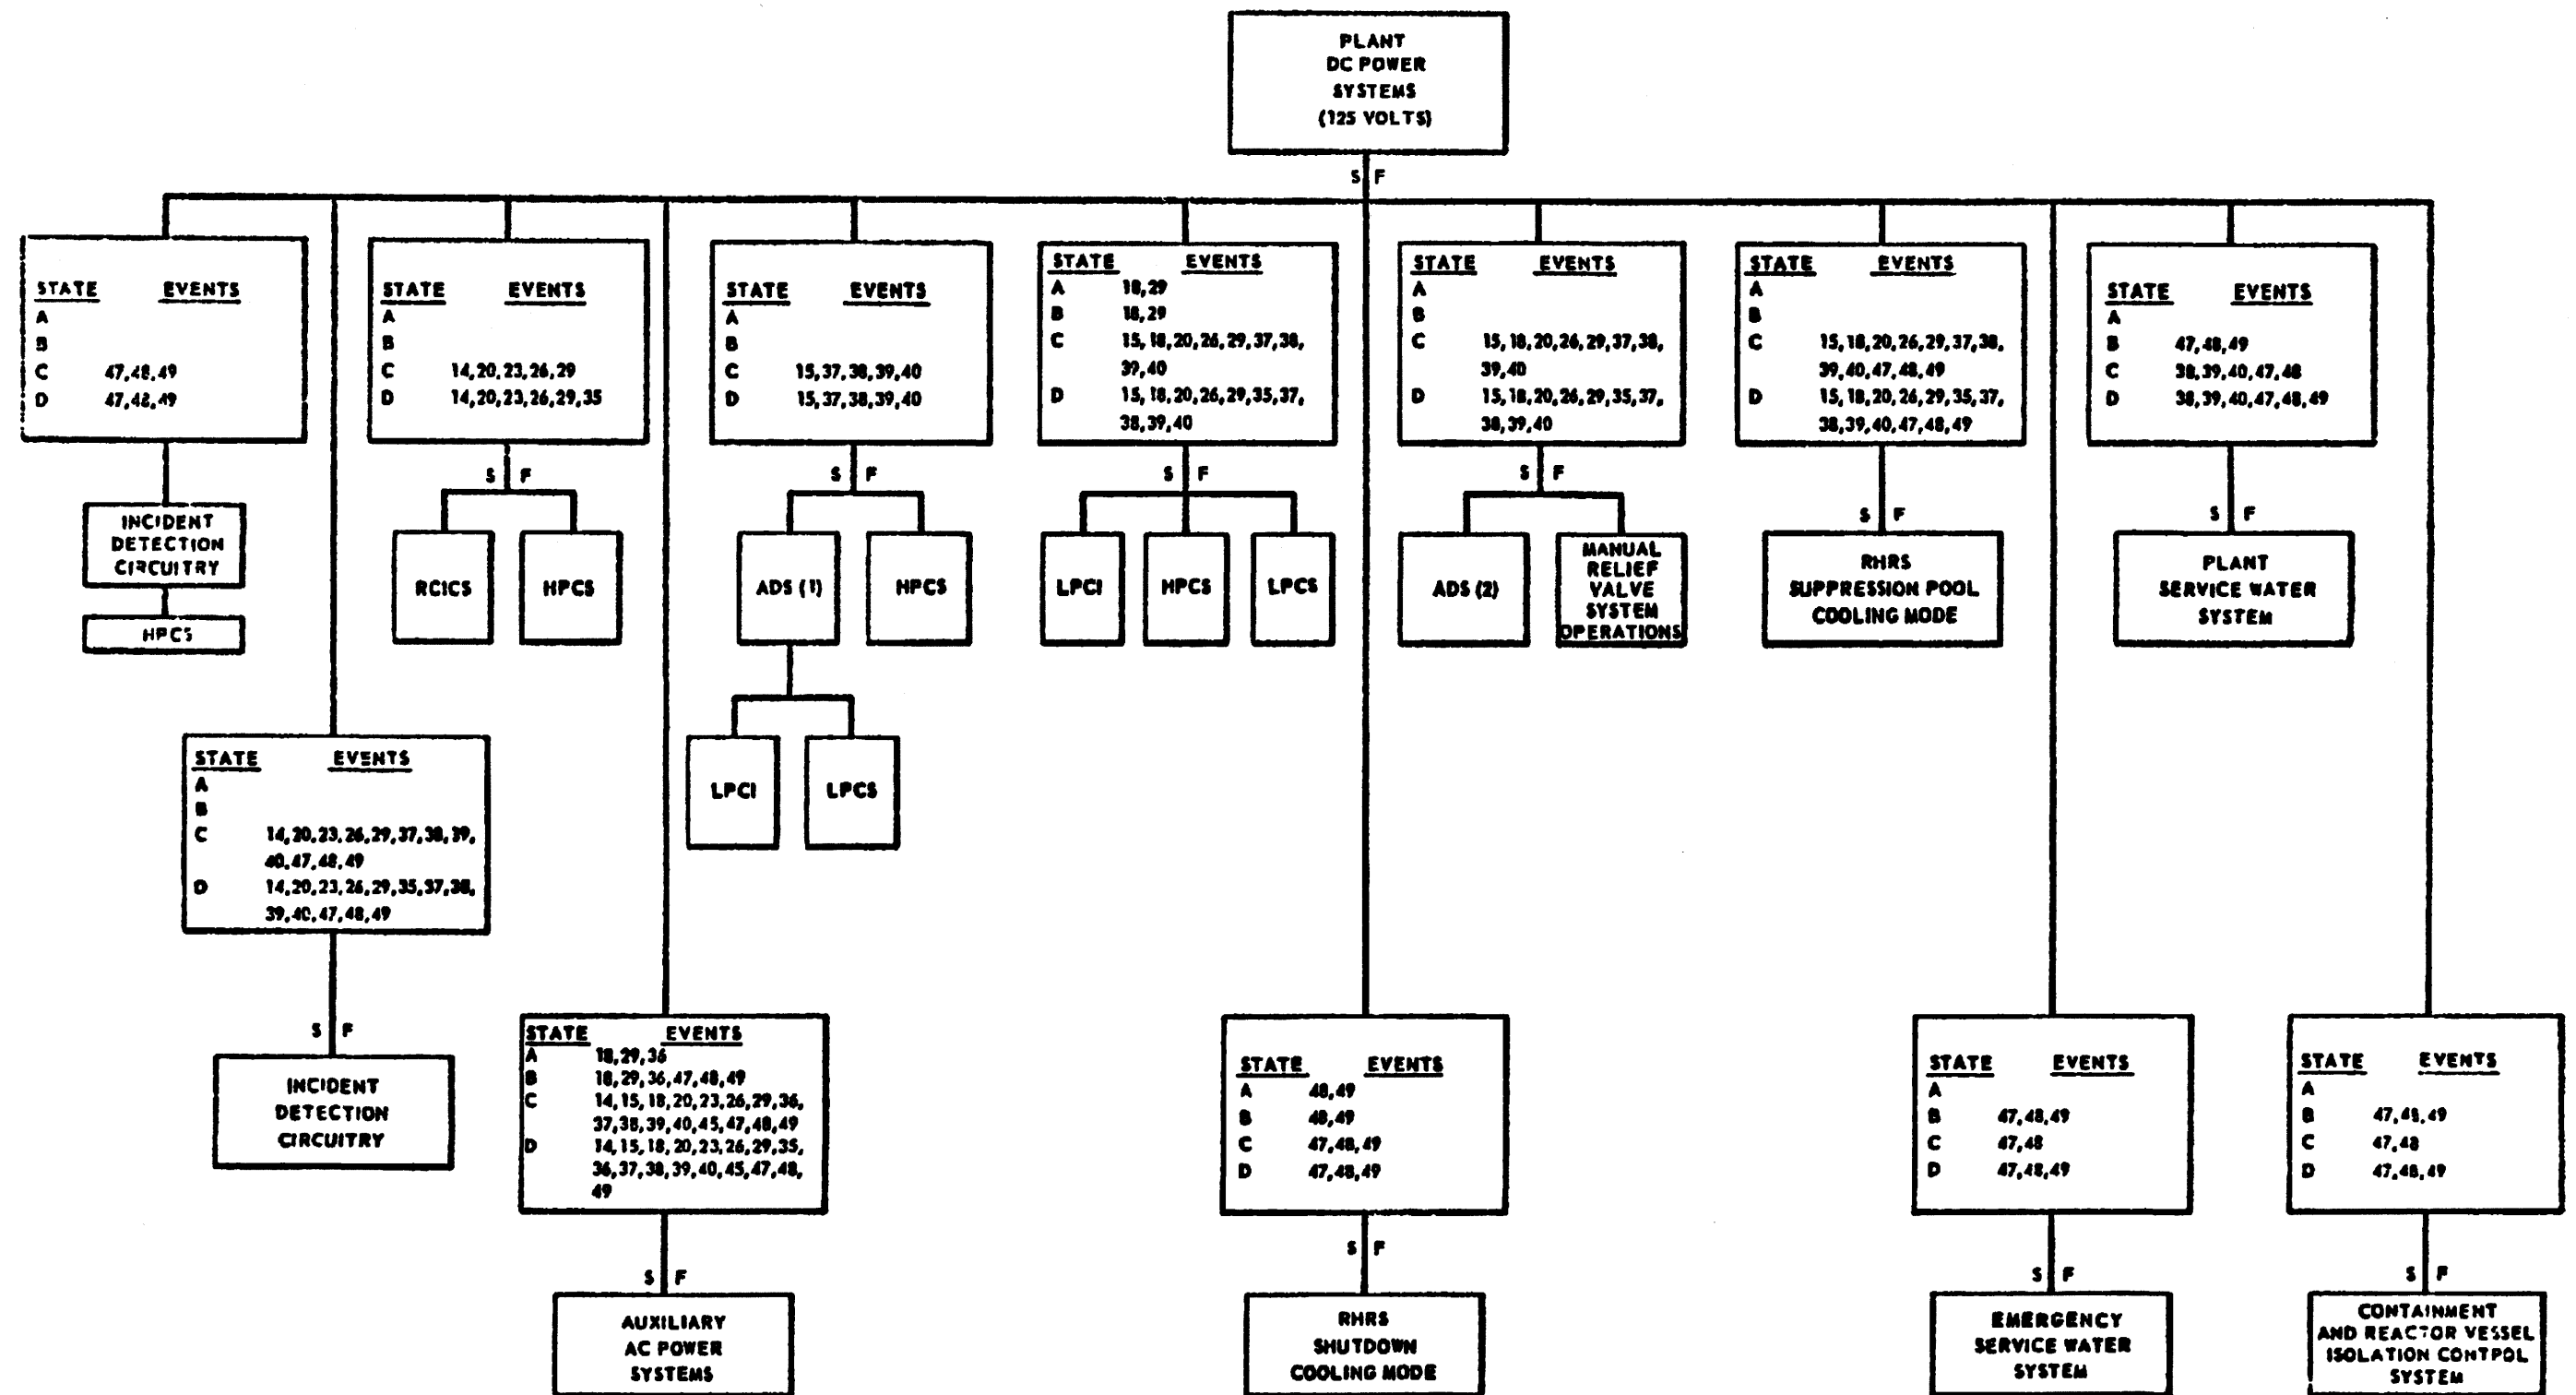 PLANT
DC POWER
SYSTEMS
(125 VOLTS)
S F
STATE EVENTS
A
B
C 47,48,49
D 47,48,49
INCIDENT
DETECTION
CIRCUITRY
HPCS
STATE EVENTS
A
B
C 14,20,23,26,29
D 14,20,23,26,29,35
S F
RCICS
HPCS
STATE EVENTS
A
B
C 15,37,38,39,40
D 15,37,38,39,40
S F
ADS (1)
HPCS
LPCI
LPCS
STATE EVENTS
A 18,29
B 18,29
C 15,18,20,26,29,37,38,
39,40
D 15,18,20,26,29,35,37,
38,39,40
S F
LPCI
HPCS
LPCS
STATE EVENTS
A
B
C 15,18,20,26,29,37,38,
39,40
D 15,18,20,26,29,35,37,
38,39,40
S F
ADS (2)
MANUAL
RELIEF
VALVE
SYSTEM
OPERATIONS
STATE EVENTS
A
B
C 15,18,20,26,29,37,38,
39,40,47,48,49
D 15,18,20,26,29,35,37,
38,39,40,47,48,49
S F
RHRS
SUPPRESSION POOL
COOLING MODE
STATE EVENTS
A
B 47,48,49
C 38,39,40,47,48
D 38,39,40,47,48,49
S F
PLANT
SERVICE WATER
SYSTEM
STATE EVENTS
A
B
C 14,20,23,26,29,37,38,39,
40,47,48,49
D 14,20,23,26,29,35,37,38,
39,40,47,48,49
S F
INCIDENT
DETECTION
CIRCUITRY
STATE EVENTS
A 18,29,36
B 18,29,36,47,48,49
C 14,15,18,20,23,26,29,36,
37,38,39,40,45,47,48,49
D 14,15,18,20,23,26,29,35,
36,37,38,39,40,45,47,48,
49
S F
AUXILIARY
AC POWER
SYSTEMS
STATE EVENTS
A 48,49
B 48,49
C 47,48,49
D 47,48,49
S F
RHRS
SHUTDOWN
COOLING MODE
STATE EVENTS
A
B 47,48,49
C 47,48
D 47,48,49
S F
EMERGENCY
SERVICE WATER
SYSTEM
STATE EVENTS
A
B 47,48,49
C 47,48
D 47,48,49
S F
CONTAINMENT
AND REACTOR VESSEL
ISOLATION CONTROL
SYSTEM